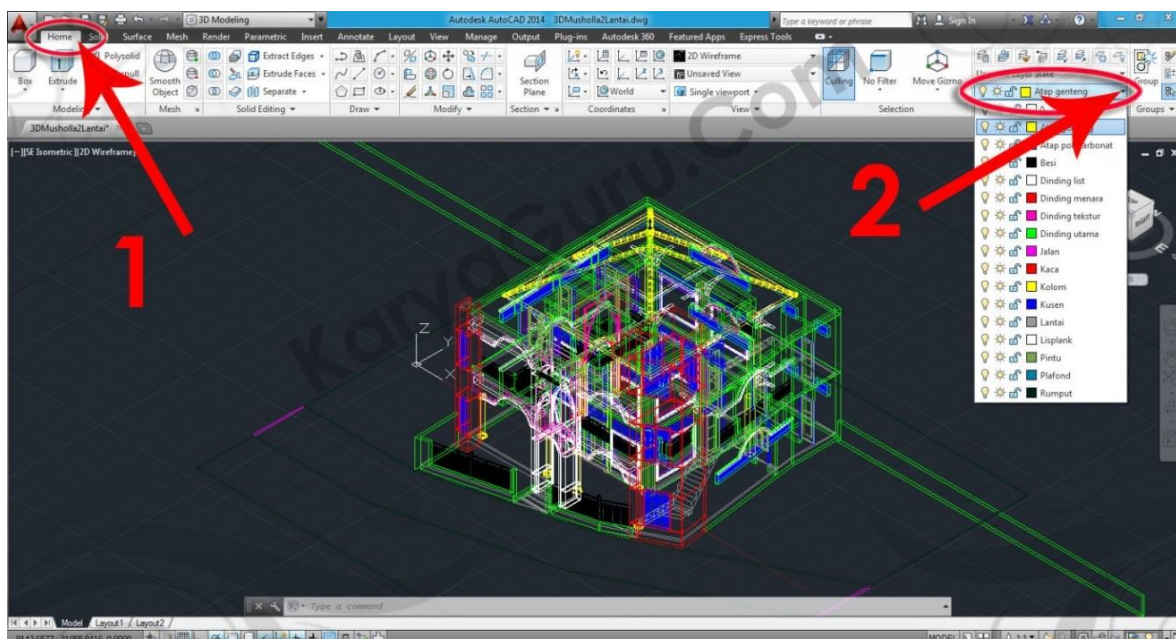 3D Modeling
Autodesk AutoCAD 2014 3DMusholla2Lantai.dwg
Type a keyword or phrase
Sign In
Home Solid Surface Mesh Render Parametric Insert Annotate Layout View Manage Output Plug-ins Autodesk 360 Featured Apps Express Tools
Box
Extrude
Polysolid
Smooth Object
Extract Edges
Extrude Faces
Separate
Section Plane
World
2D Wireframe
Unsaved View
Single viewport
Culling
No Filter
Move Gizmo
Layer State
Atap genteng
Group
Modeling
Mesh
Solid Editing
Draw
Modify
Section
Coordinates
View
Selection
Groups
3DMusholla2Lantai*
[–][SE Isometric][2D Wireframe]
1
2
Besi
Dinding list
Dinding menara
Dinding tekstur
Dinding utama
Jalan
Kaca
Kolom
Kusen
Lantai
Lisplank
Pintu
Plafond
Rumput
RIGHT
E
Z
Y
X
KaryaGuru.Com
Type a command
Model Layout1 Layout2
MODEL
1:1